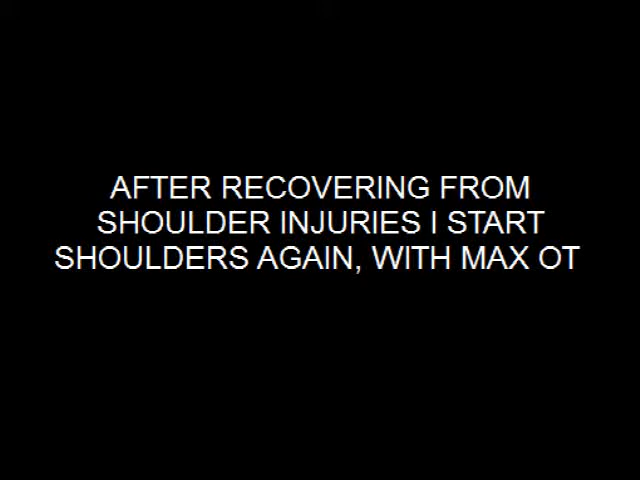 AFTER RECOVERING FROM
SHOULDER INJURIES I START
SHOULDERS AGAIN, WITH MAX OT